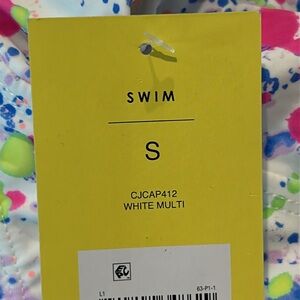 SWIM
S
CJCAP412
WHITE MULTI
L1 63-P1-1